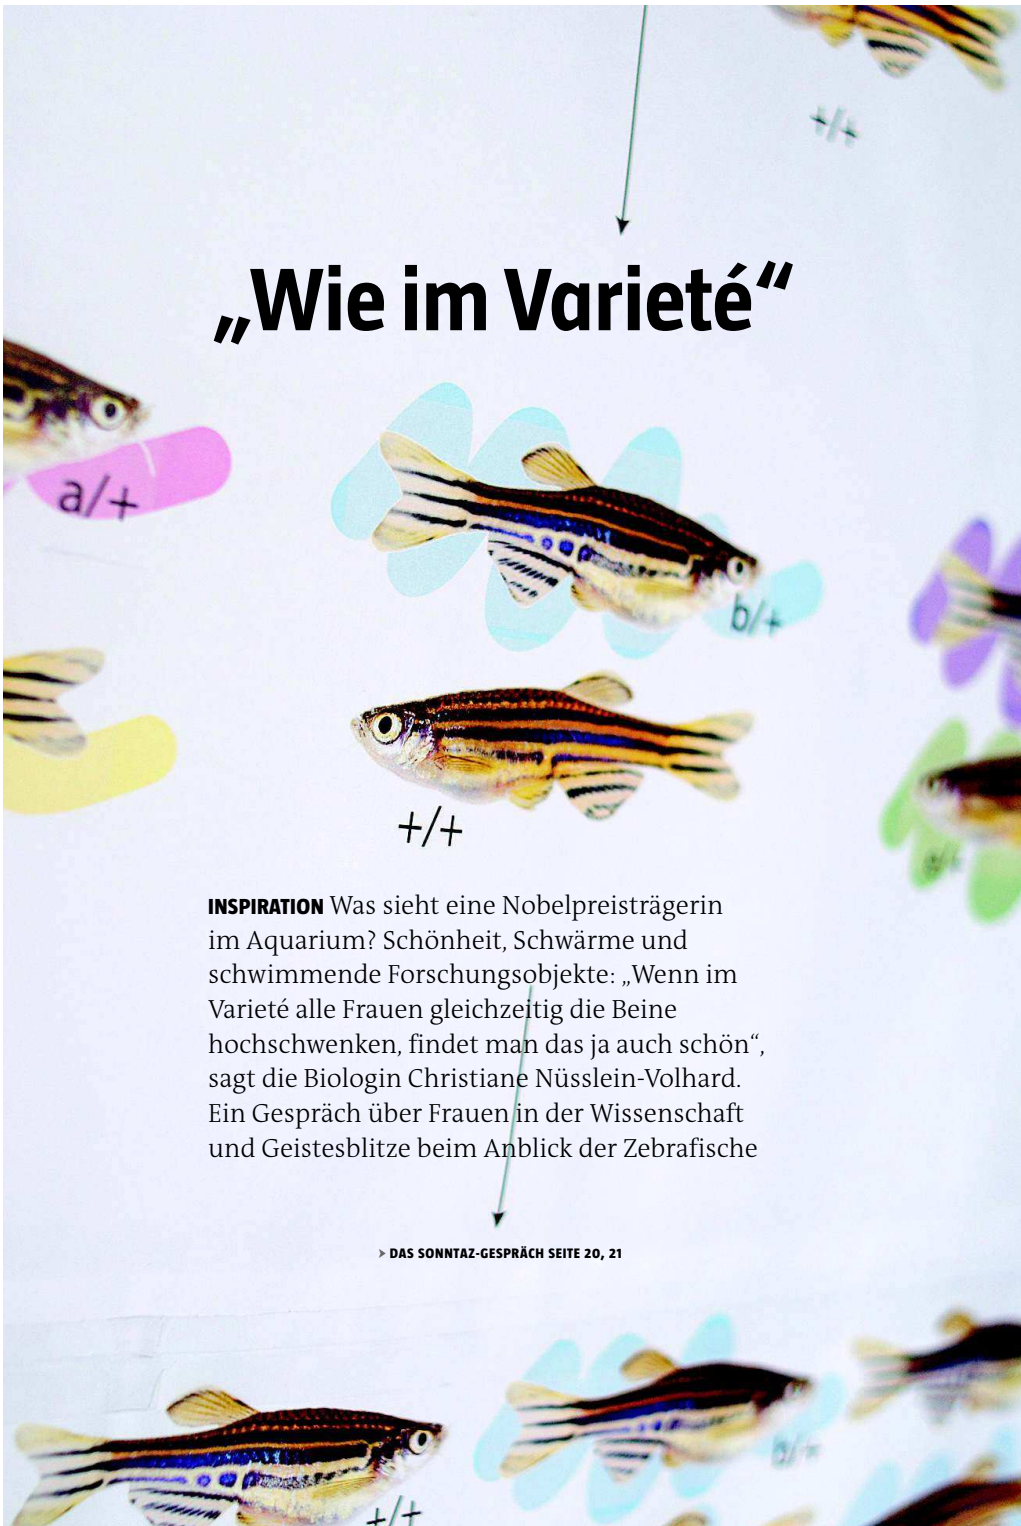 +/+
„Wie im Varieté“
a/+
b/+
+/+
INSPIRATION Was sieht eine Nobelpreisträgerin
im Aquarium? Schönheit, Schwärme und
schwimmende Forschungsobjekte: „Wenn im
Varieté alle Frauen gleichzeitig die Beine
hochschwenken, findet man das ja auch schön“,
sagt die Biologin Christiane Nüsslein-Volhard.
Ein Gespräch über Frauen in der Wissenschaft
und Geistesblitze beim Anblick der Zebrafische
DAS SONNTAZ-GESPRÄCH SEITE 20, 21
+/+